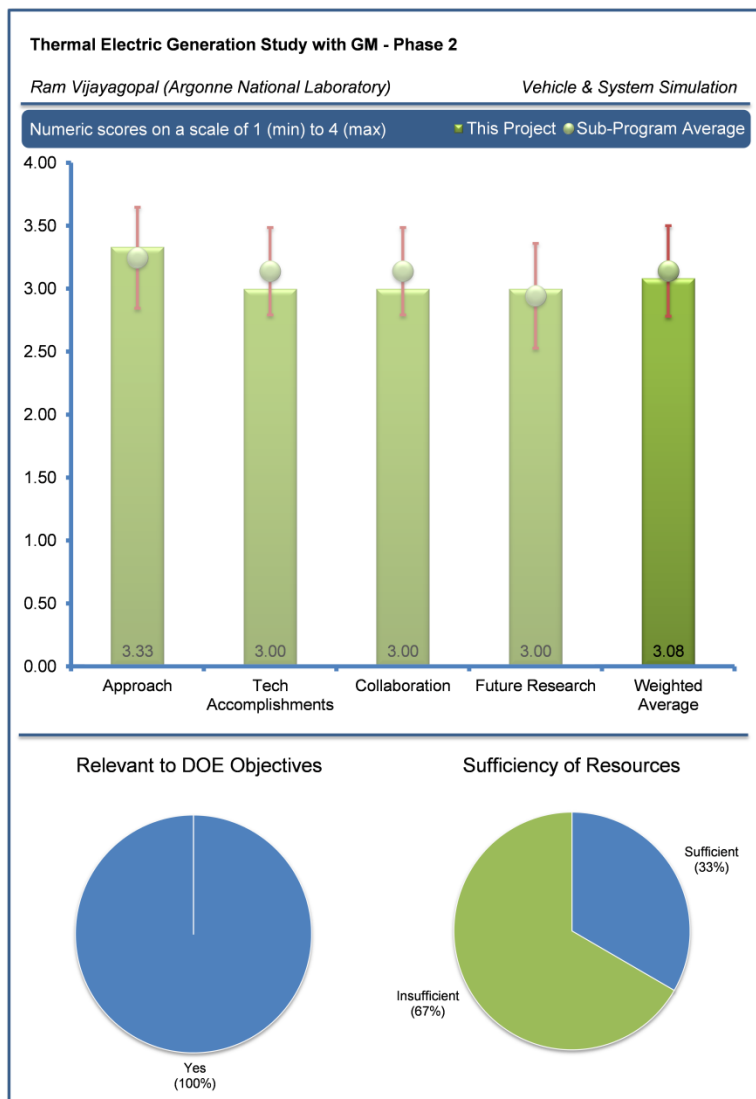 Thermal Electric Generation Study with GM - Phase 2
Ram Vijayagopal (Argonne National Laboratory) Vehicle & System Simulation
Numeric scores on a scale of 1 (min) to 4 (max) This Project Sub-Program Average
4.00
3.50
3.00
2.50
2.00
1.50
1.00
0.50
0.00
3.33 3.00 3.00 3.00 3.08
Approach Tech Accomplishments Collaboration Future Research Weighted Average
Relevant to DOE Objectives Sufficiency of Resources
Sufficient
(33%)
Insufficient
(67%)
Yes
(100%)